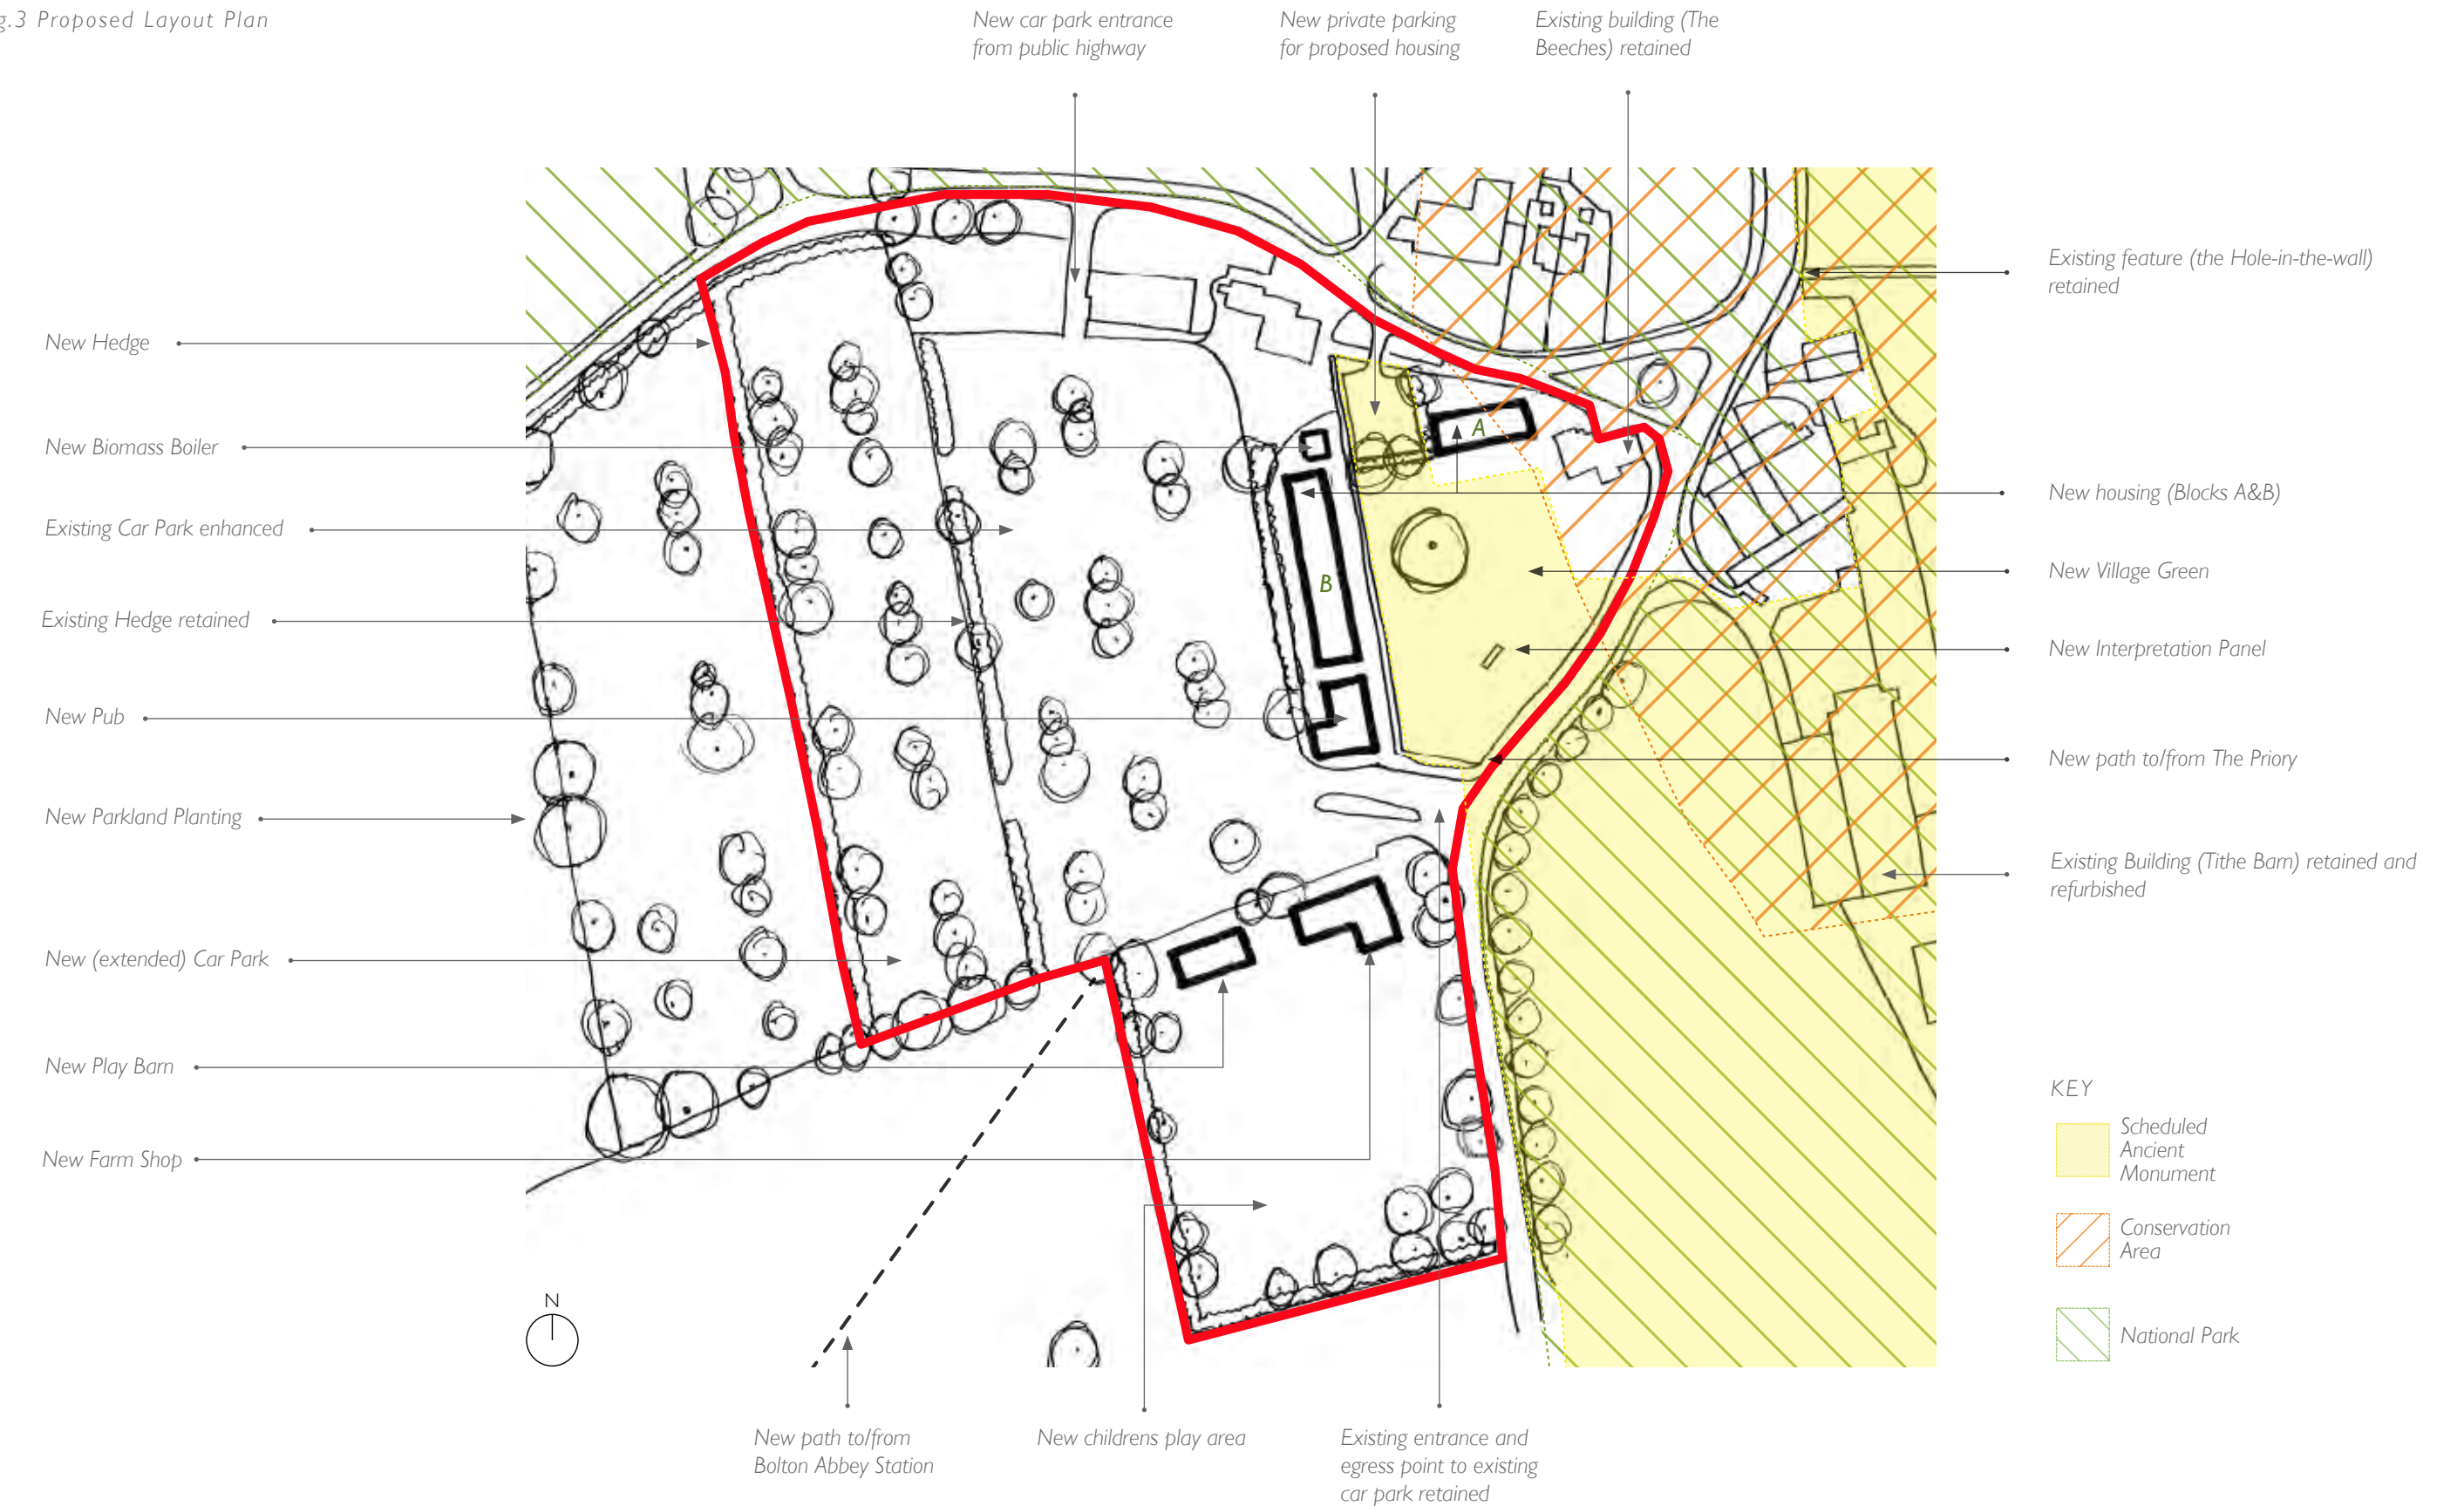 g.3 Proposed Layout Plan
New car park entrance
from public highway
New private parking
for proposed housing
Existing building (The
Beeches) retained
Existing feature (the Hole-in-the-wall)
retained
New Hedge
New Biomass Boiler
A
New housing (Blocks A&B)
Existing Car Park enhanced
New Village Green
B
Existing Hedge retained
New Interpretation Panel
New Pub
New path to/from The Priory
New Parkland Planting
Existing Building (Tithe Barn) retained and
refurbished
New (extended) Car Park
New Play Barn
New Farm Shop
KEY
Scheduled
Ancient
Monument
Conservation
Area
National Park
N
New path to/from
Bolton Abbey Station
New childrens play area
Existing entrance and
egress point to existing
car park retained